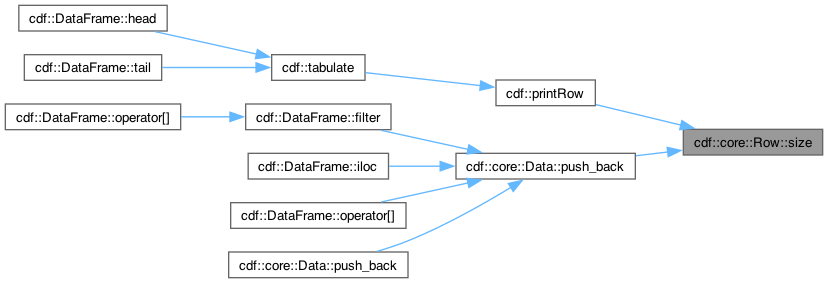 cdf::DataFrame::head
cdf::DataFrame::tail
cdf::tabulate
cdf::printRow
cdf::DataFrame::operator[]
cdf::DataFrame::filter
cdf::core::Row::size
cdf::DataFrame::iloc
cdf::core::Data::push_back
cdf::DataFrame::operator[]
cdf::core::Data::push_back